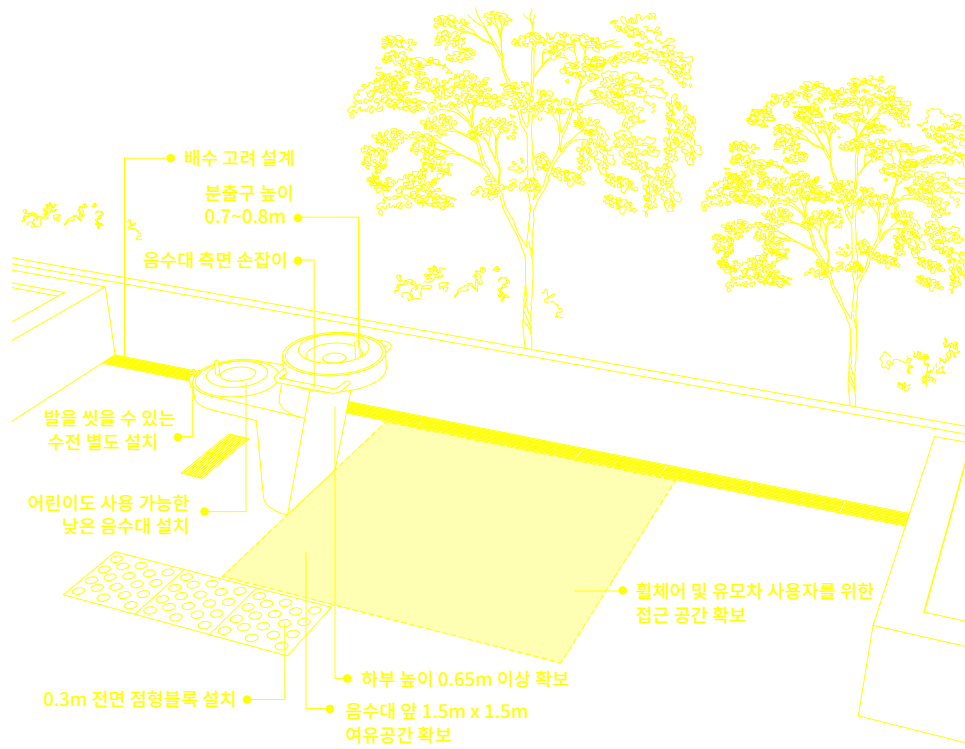 배수 고려 설계
분출구 높이
0.7~0.8m
음수대 측면 손잡이
발을 씻을 수 있는
수전 별도 설치
어린이도 사용 가능한
낮은 음수대 설치
휠체어 및 유모차 사용자를 위한
접근 공간 확보
하부 높이 0.65m 이상 확보
0.3m 전면 점형블록 설치
음수대 앞 1.5m x 1.5m
여유공간 확보